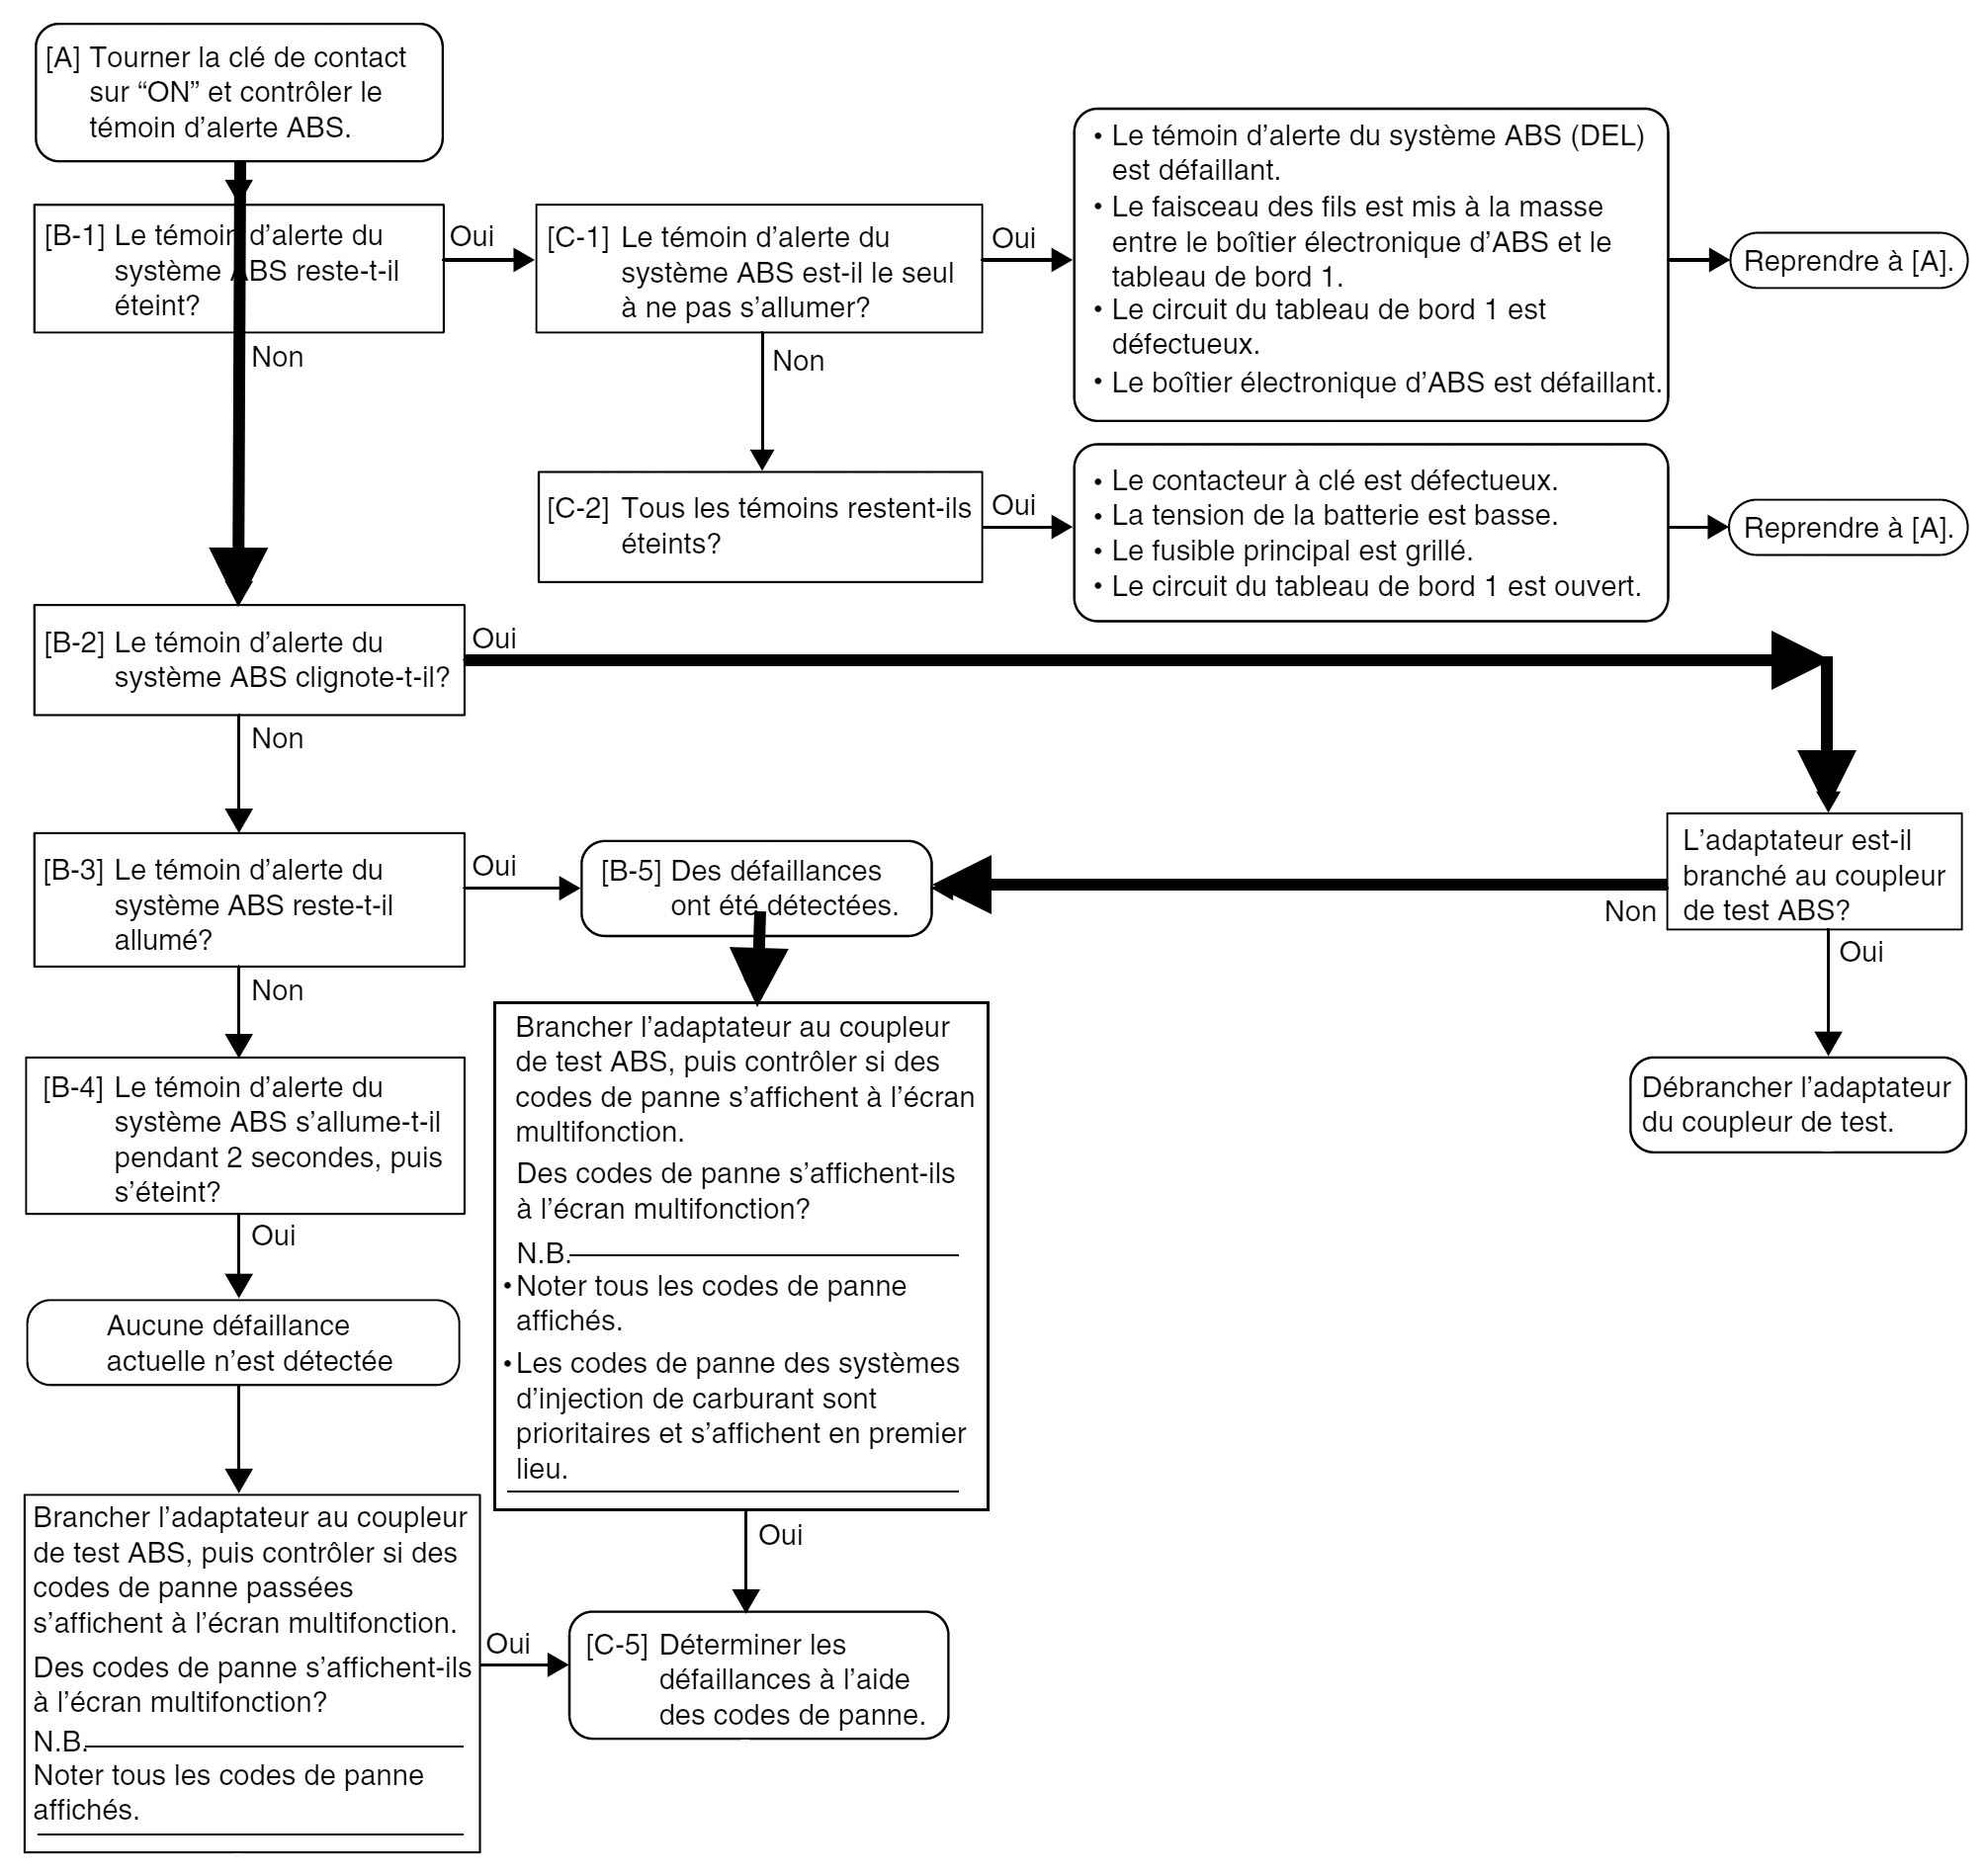 [A] Tourner la clé de contact
sur “ON” et contrôler le
témoin d’alerte ABS.
[B-1] Le témoin d’alerte du
système ABS reste-t-il
éteint?
Oui
Non
[C-1] Le témoin d’alerte du
système ABS est-il le seul
à ne pas s’allumer?
Oui
Non
• Le témoin d’alerte du système ABS (DEL)
est défaillant.
• Le faisceau des fils est mis à la masse
entre le boîtier électronique d’ABS et le
tableau de bord 1.
• Le circuit du tableau de bord 1 est
défectueux.
• Le boîtier électronique d’ABS est défaillant.
Reprendre à [A].
[C-2] Tous les témoins restent-ils
éteints?
Oui
• Le contacteur à clé est défectueux.
• La tension de la batterie est basse.
• Le fusible principal est grillé.
• Le circuit du tableau de bord 1 est ouvert.
Reprendre à [A].
[B-2] Le témoin d’alerte du
système ABS clignote-t-il?
Oui
Non
L’adaptateur est-il
branché au coupleur
de test ABS?
Non
Oui
Débrancher l’adaptateur
du coupleur de test.
[B-3] Le témoin d’alerte du
système ABS reste-t-il
allumé?
Oui
Non
[B-5] Des défaillances
ont été détectées.
Brancher l’adaptateur au coupleur
de test ABS, puis contrôler si des
codes de panne s’affichent à l’écran
multifonction.
Des codes de panne s’affichent-ils
à l’écran multifonction?
N.B.
• Noter tous les codes de panne
affichés.
• Les codes de panne des systèmes
d’injection de carburant sont
prioritaires et s’affichent en premier
lieu.
Oui
[B-4] Le témoin d’alerte du
système ABS s’allume-t-il
pendant 2 secondes, puis
s’éteint?
Oui
Aucune défaillance
actuelle n’est détectée
Brancher l’adaptateur au coupleur
de test ABS, puis contrôler si des
codes de panne passées
s’affichent à l’écran multifonction.
Des codes de panne s’affichent-ils
à l’écran multifonction?
N.B.
Noter tous les codes de panne
affichés.
Oui
[C-5] Déterminer les
défaillances à l’aide
des codes de panne.